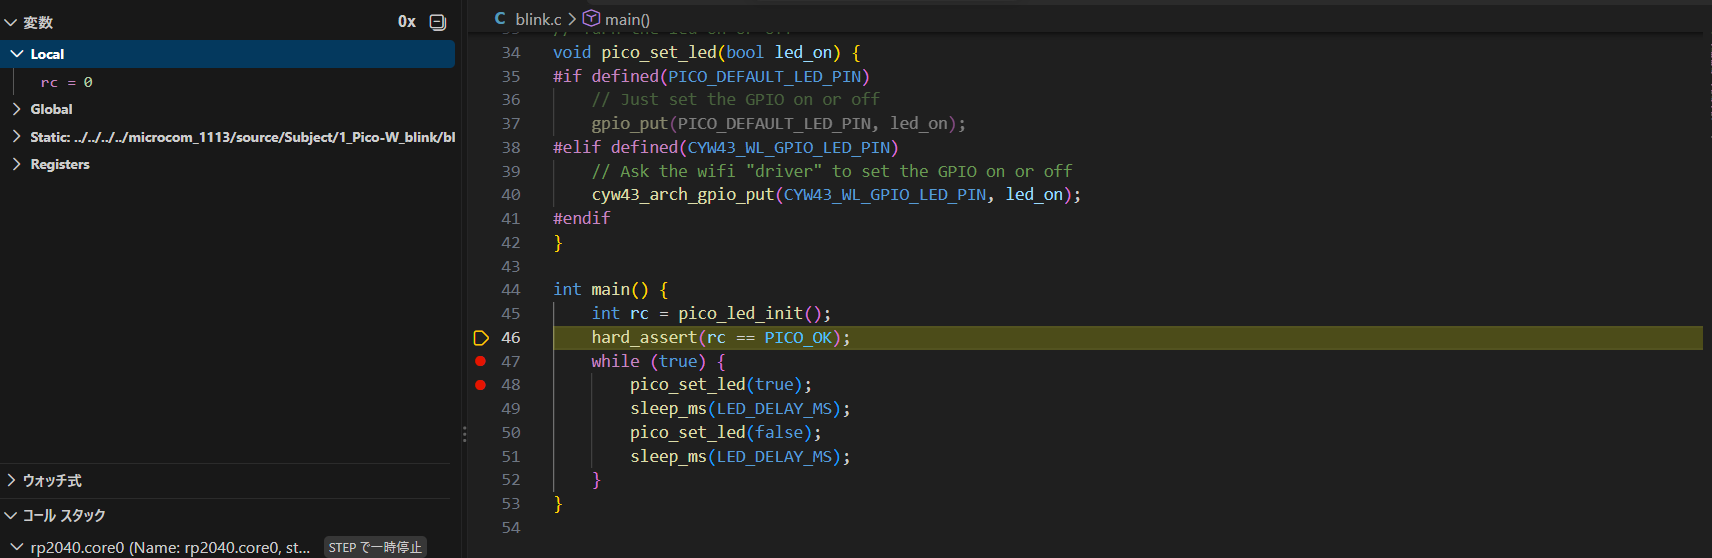 変数
0x
Local
rc = 0
Global
Static: ../../../../microcom_1113/source/Subject/1_Pico-W_blink/bl
Registers
ウォッチ式
コール スタック
rp2040.core0 (Name: rp2040.core0, st...
STEP で一時停止
C blink.c > main()
34 void pico_set_led(bool led_on) {
35 #if defined(PICO_DEFAULT_LED_PIN)
36 // Just set the GPIO on or off
37 gpio_put(PICO_DEFAULT_LED_PIN, led_on);
38 #elif defined(CYW43_WL_GPIO_LED_PIN)
39 // Ask the wifi "driver" to set the GPIO on or off
40 cyw43_arch_gpio_put(CYW43_WL_GPIO_LED_PIN, led_on);
41 #endif
42 }
43
44 int main() {
45 int rc = pico_led_init();
46 hard_assert(rc == PICO_OK);
47 while (true) {
48 pico_set_led(true);
49 sleep_ms(LED_DELAY_MS);
50 pico_set_led(false);
51 sleep_ms(LED_DELAY_MS);
52 }
53 }
54